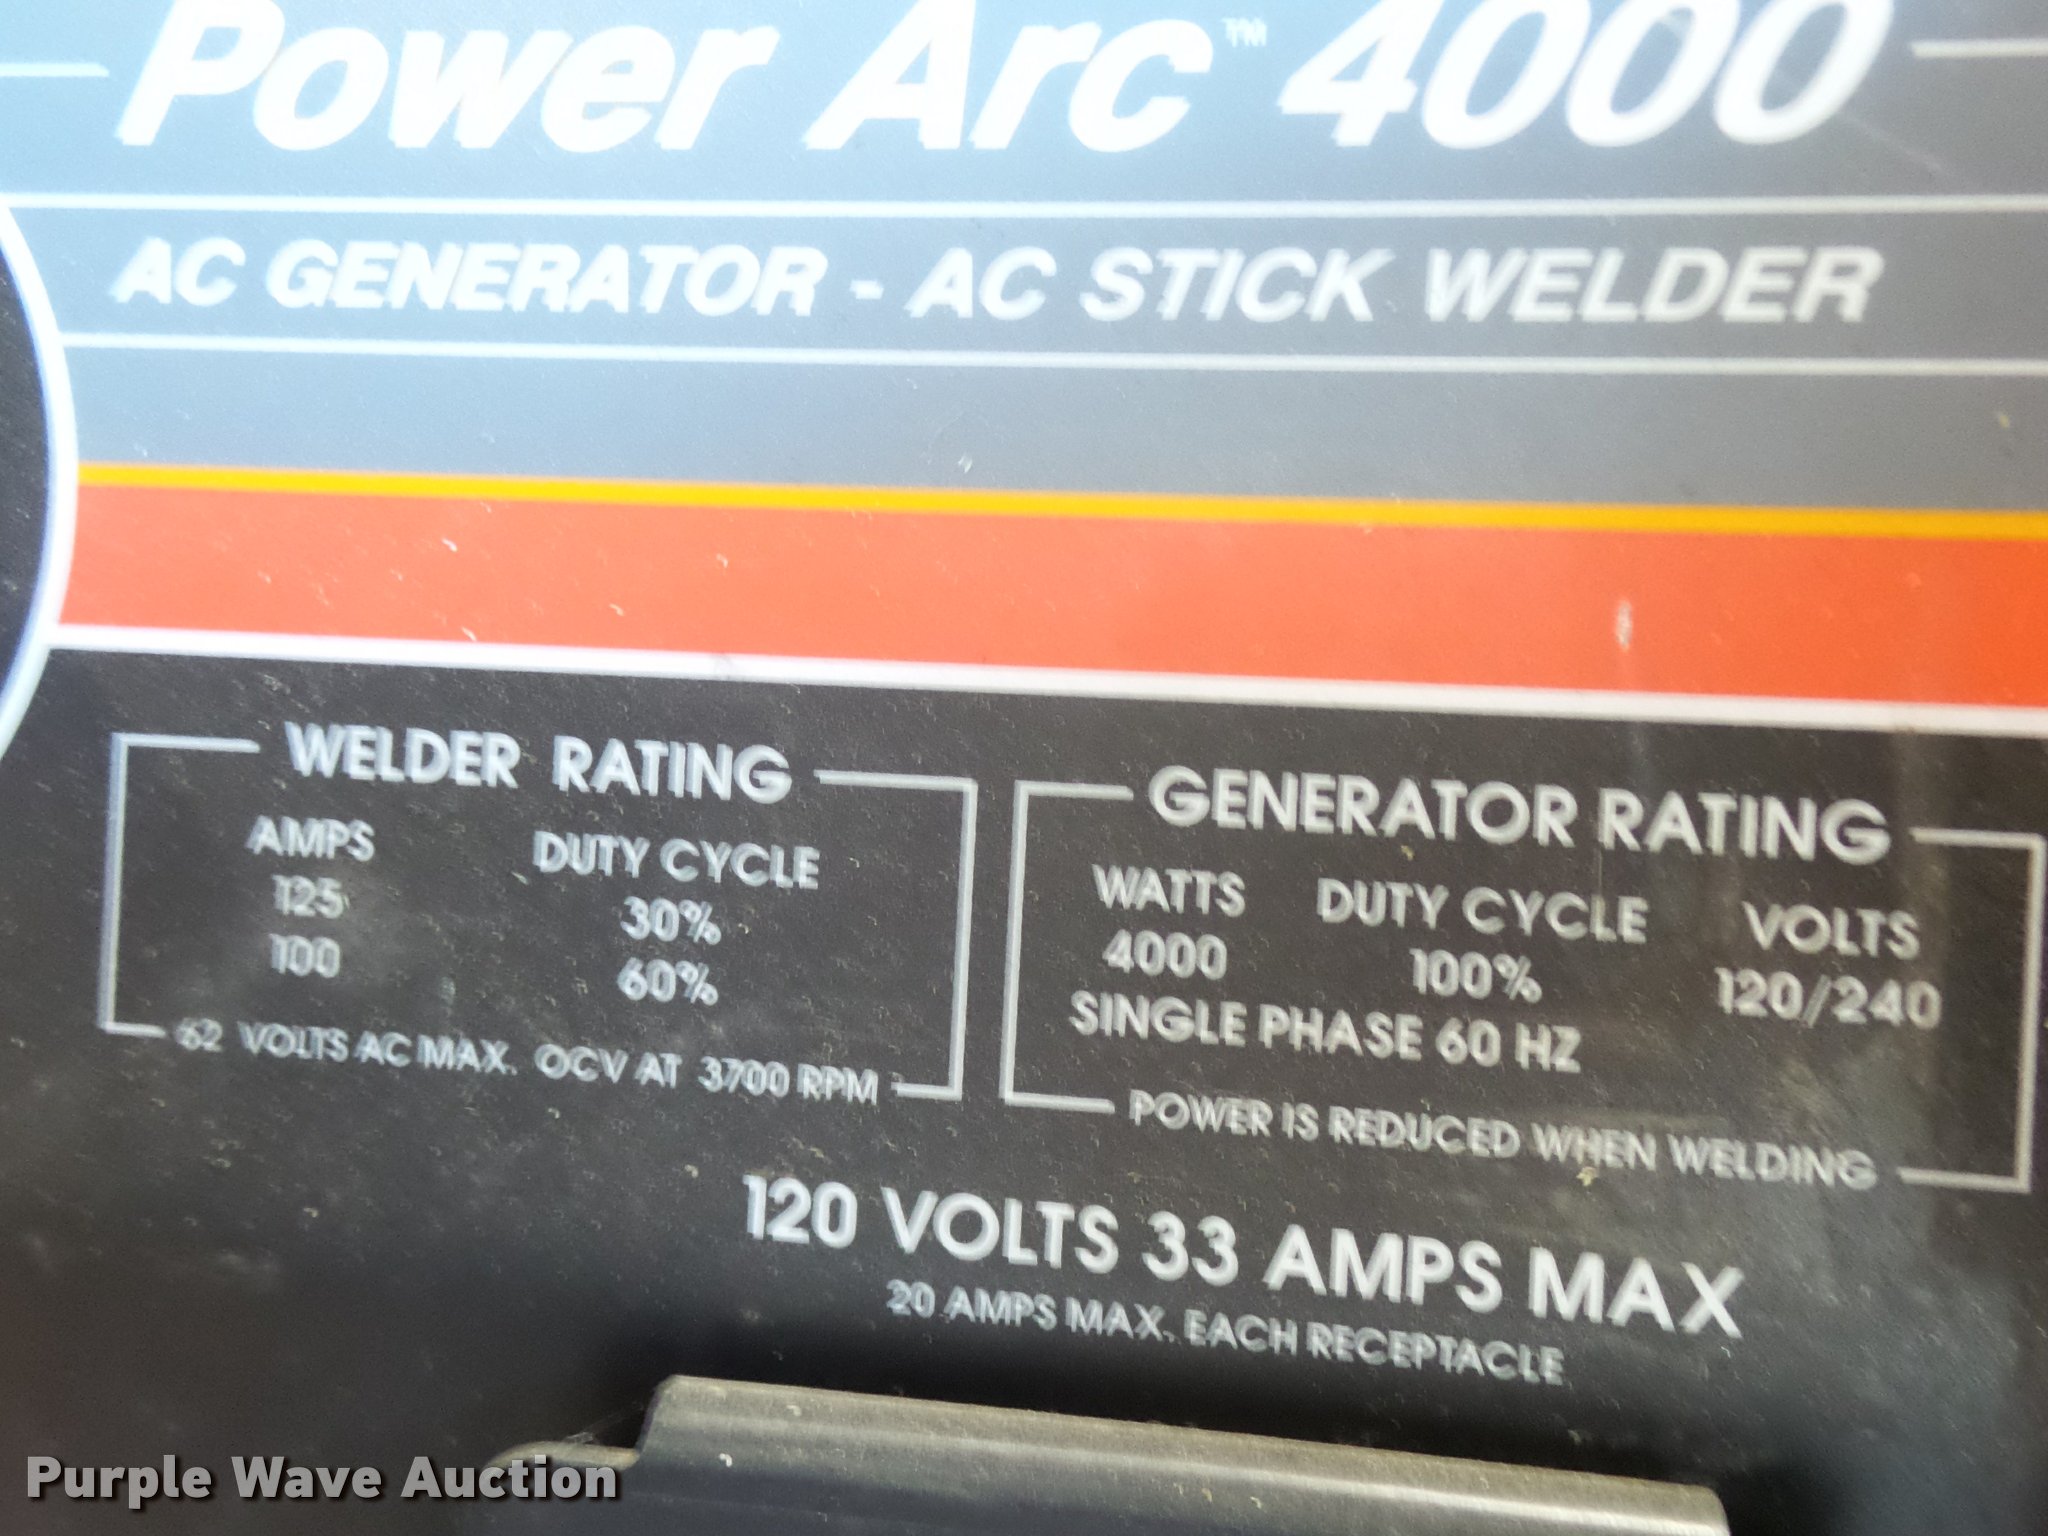 Power Arc™ 4000
AC GENERATOR - AC STICK WELDER
WELDER RATING
AMPS DUTY CYCLE
125 30%
100 60%
62 VOLTS AC MAX. OCV AT 3700 RPM
GENERATOR RATING
WATTS DUTY CYCLE VOLTS
4000 100% 120/240
SINGLE PHASE 60 HZ
POWER IS REDUCED WHEN WELDING
120 VOLTS 33 AMPS MAX
20 AMPS MAX. EACH RECEPTACLE
Purple Wave Auction